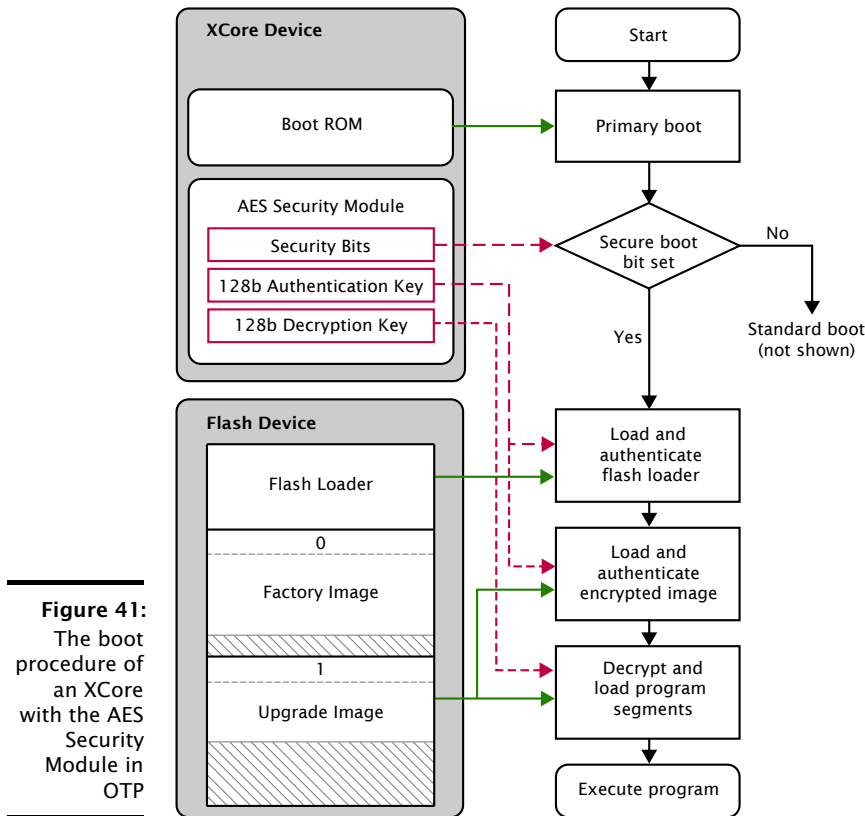 XCore Device
Boot ROM
AES Security Module
Security Bits
128b Authentication Key
128b Decryption Key
Flash Device
Flash Loader
0
Factory Image
1
Upgrade Image
Start
Primary boot
Secure boot
bit set
No
Standard boot
(not shown)
Yes
Load and
authenticate
flash loader
Load and
authenticate
encrypted image
Decrypt and
load program
segments
Execute program
Figure 41:
The boot
procedure of
an XCore
with the AES
Security
Module in
OTP